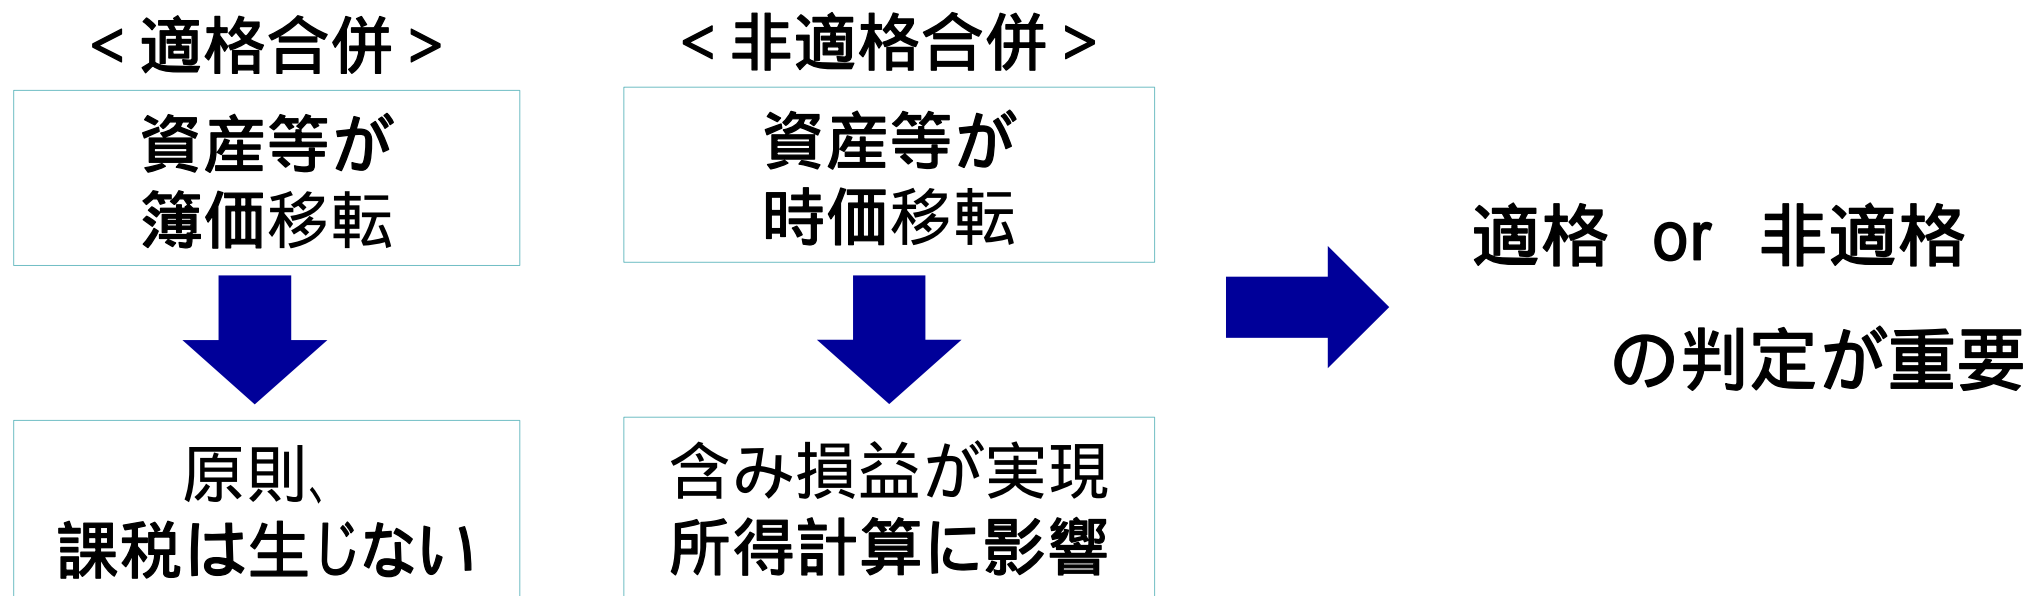 <適格合併>
資産等が
簿価移転
原則、
課税は生じない
<非適格合併>
資産等が
時価移転
含み損益が実現
所得計算に影響
適格 or 非適格
の判定が重要